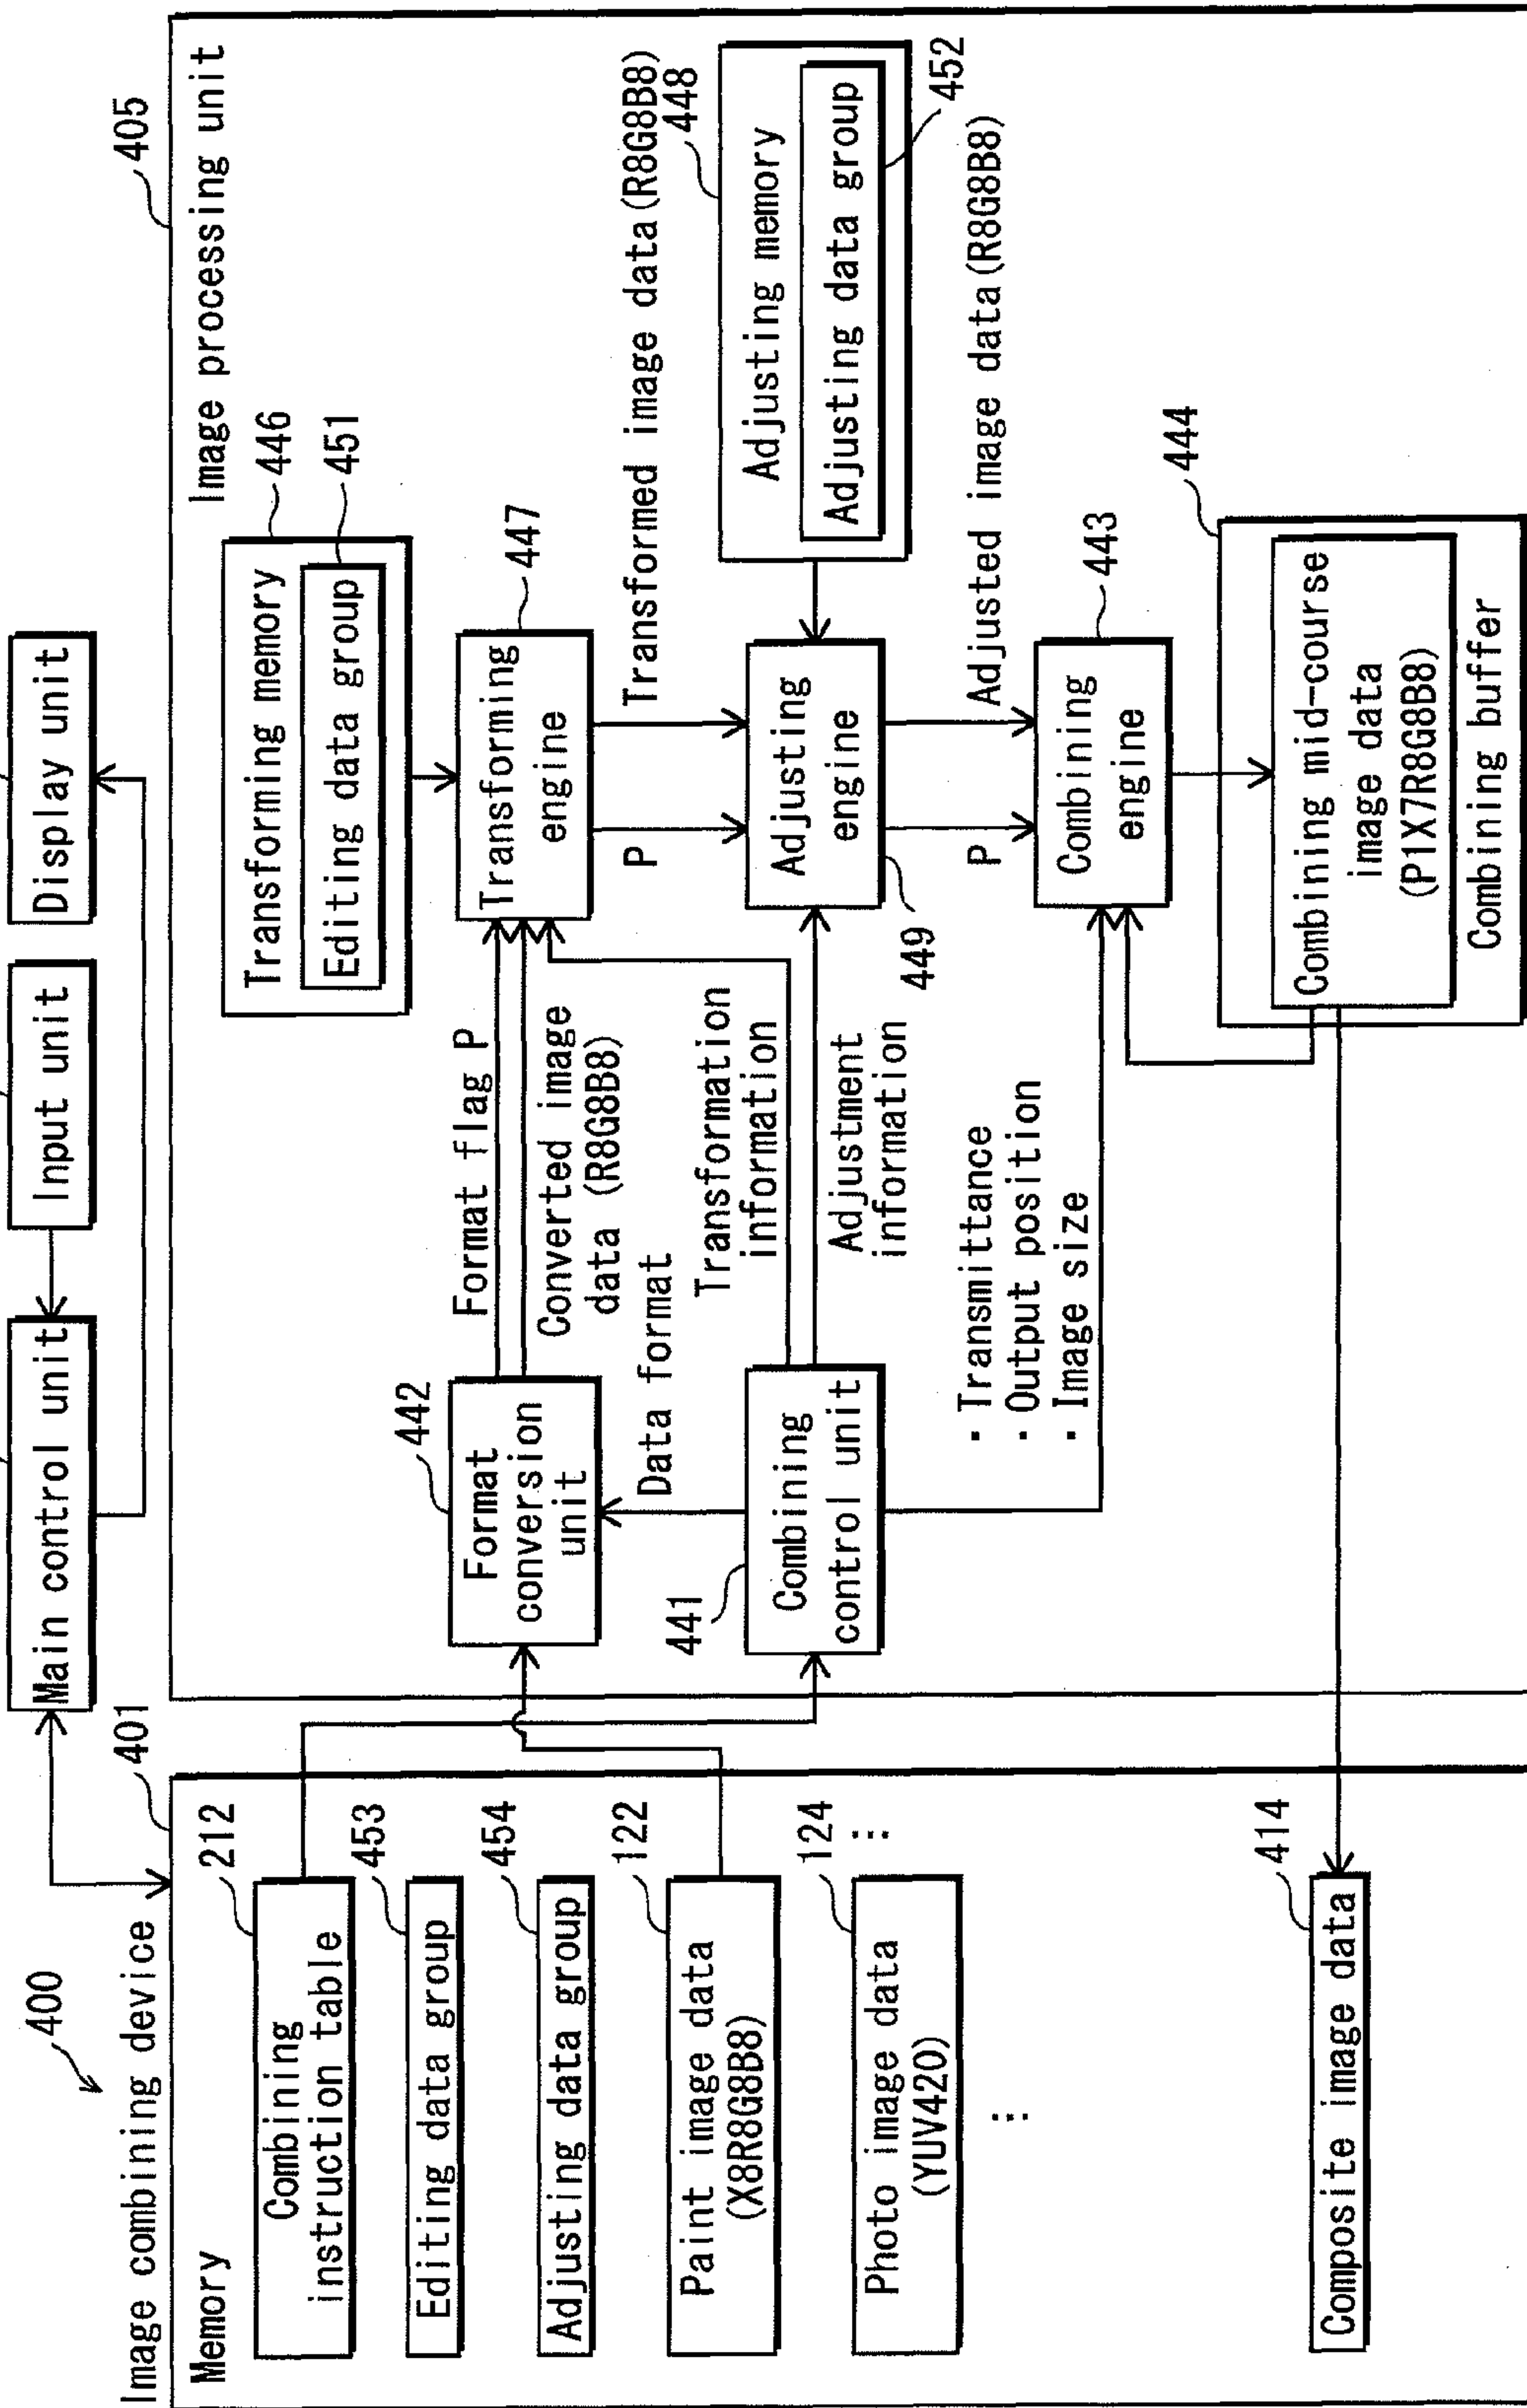 400
Image combining device
Main control unit
Input unit
Display unit
401
Memory
212
Combining
instruction table
453
Editing data group
454
Adjusting data group
122
Paint image data
(X8R8G8B8)
124
Photo image data
(YUV420)
414
Composite image data
405
Image processing unit
446
Transforming memory
451
Editing data group
442
Format
conversion
unit
Format flag P
Converted image
data (R8G8B8)
447
Transforming
engine
P
Transformed image data(R8G8B8)
Data format
441
Combining
control unit
Transformation
information
Adjustment
information
449
Adjusting
engine
448
Adjusting memory
Adjusting data group
452
P
Adjusted image data(R8G8B8)
· Transmittance
· Output position
· Image size
443
Combining
engine
444
Combining mid-course
image data
(P1X7R8G8B8)
Combining buffer